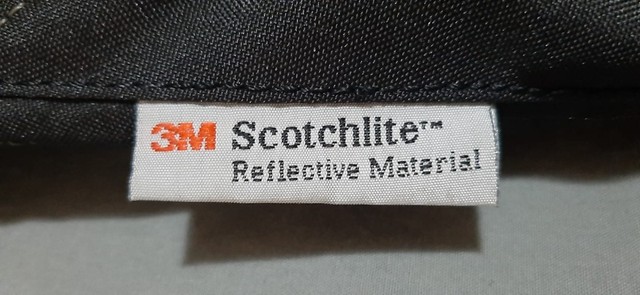 3M Scotchlite™
Reflective Material